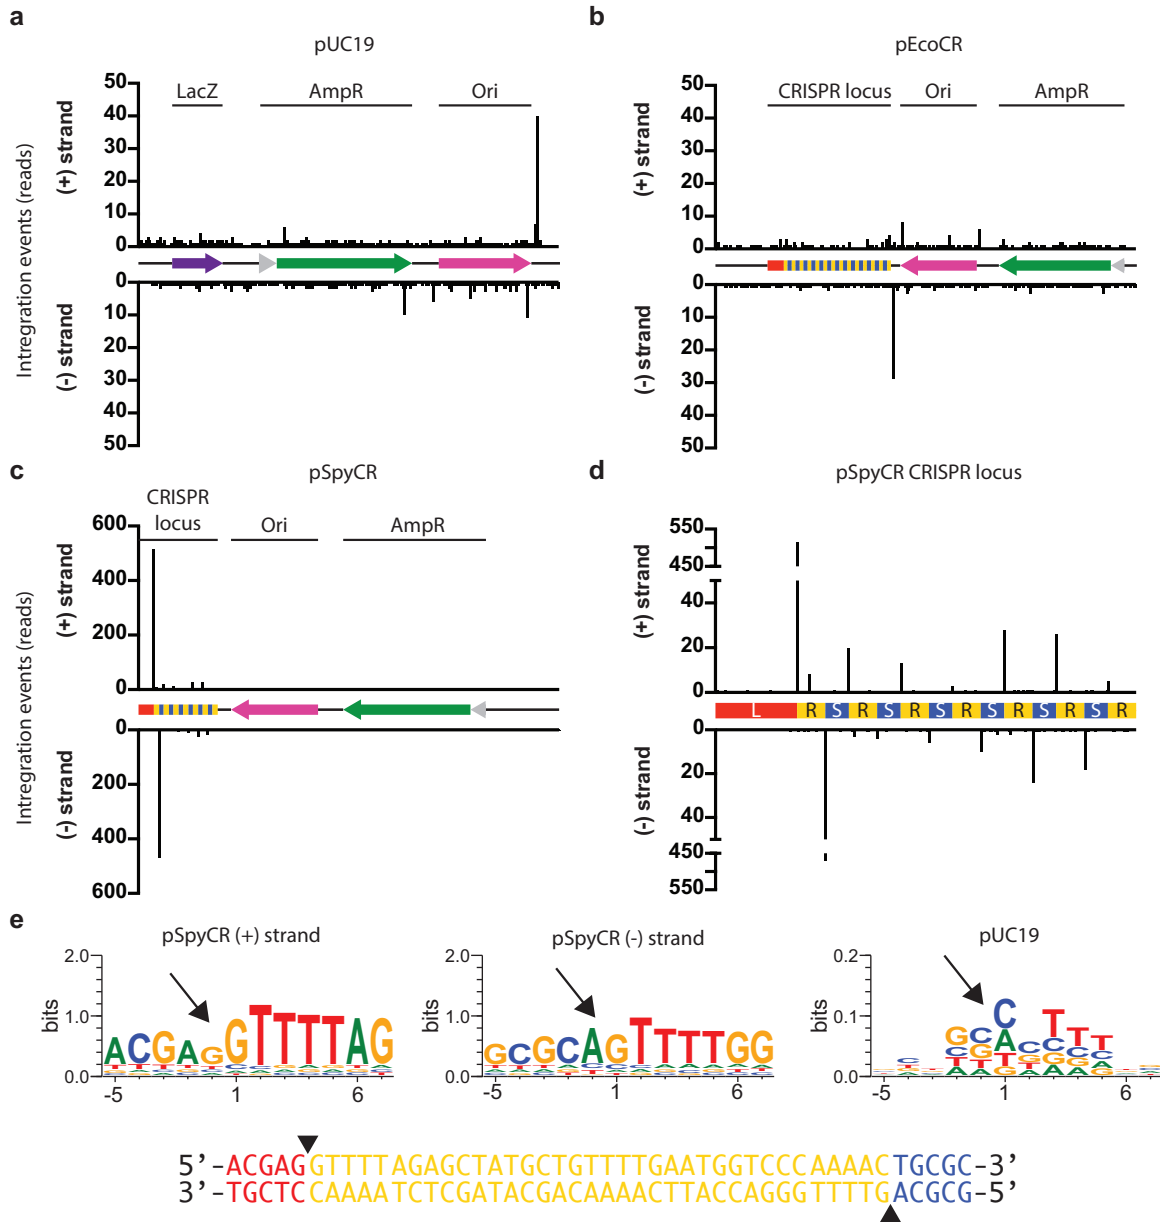 a
pUC19
LacZ AmpR Ori
50
40
30
20
10
0
(+) strand
0
10
20
30
40
50
(-) strand
Intregration events (reads)
b
pEcoCR
CRISPR locus Ori AmpR
50
40
30
20
10
0
(+) strand
0
10
20
30
40
50
(-) strand
c
pSpyCR
CRISPR
locus
Ori AmpR
600
400
200
0
(+) strand
0
200
400
600
(-) strand
Intregration events (reads)
d
pSpyCR CRISPR locus
550
450
40
20
0
(+) strand
L R S R S R S R S R S R S R
0
20
40
450
550
(-) strand
e
pSpyCR (+) strand
2.0
1.0
0.0
bits
ACGAGGTTTTAG
-5 1 6
pSpyCR (-) strand
2.0
1.0
0.0
bits
GCGCAGTTTTGG
-5 1 6
pUC19
0.2
0.1
0.0
bits
-5 1 6
5’-ACGAGGTTTTAGAGCTATGCTGTTTTGAATGGTCCCAAAACTGCGC-3’
3’-TGCTCCAAAATCTCGATACGACAAAACTTACCAGGGTTTTGACGCG-5’